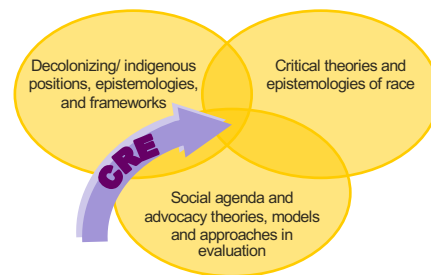 Decolonizing/ indigenous
positions, epistemologies,
and frameworks
Critical theories and
epistemologies of race
CRE
Social agenda and
advocacy theories, models
and approaches in
evaluation